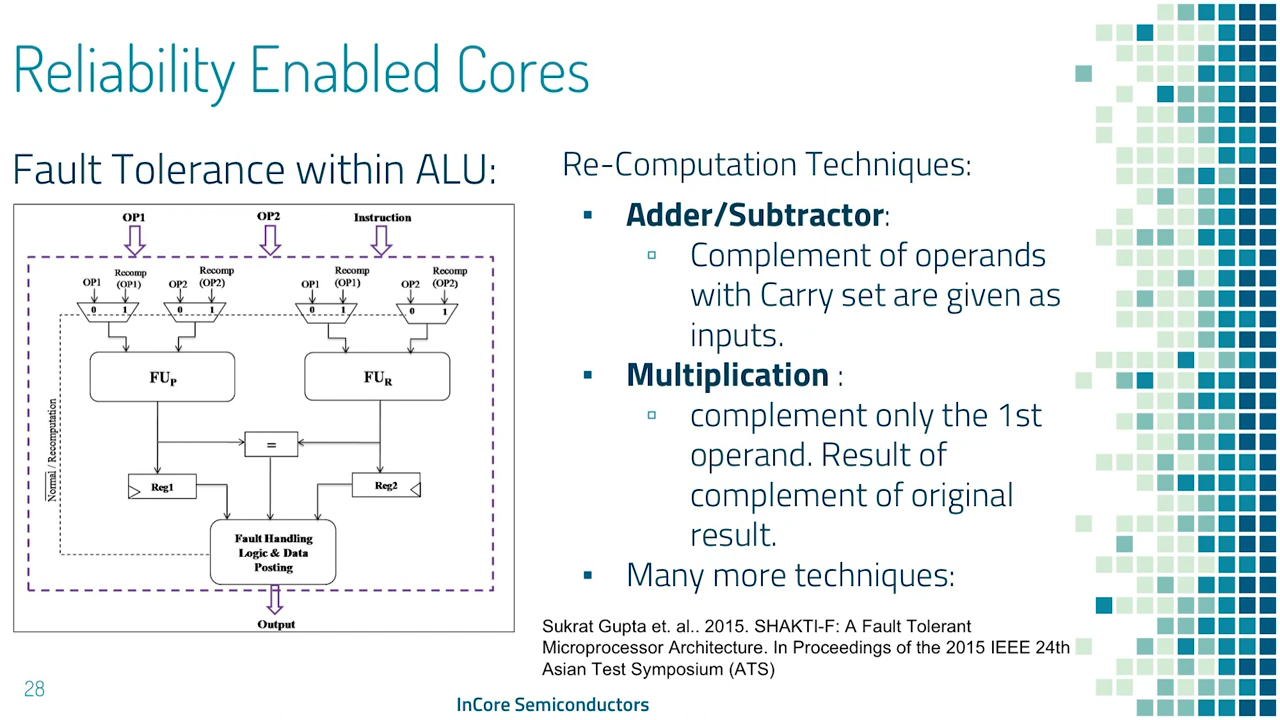 Reliability Enabled Cores
Fault Tolerance within ALU:
OP1 OP2 Instruction
OP1 Recomp (OP1) OP2 Recomp (OP2) OP1 Recomp (OP1) OP2 Recomp (OP2)
0 1 0 1 0 1 0 1
FUP FUR
=
Normal / Recomputation
Reg1 Reg2
Fault Handling
Logic & Data
Posting
Output
Re-Computation Techniques:
▪ Adder/Subtractor:
▫ Complement of operands
with Carry set are given as
inputs.
▪ Multiplication :
▫ complement only the 1st
operand. Result of
complement of original
result.
▪ Many more techniques:
Sukrat Gupta et. al.. 2015. SHAKTI-F: A Fault Tolerant
Microprocessor Architecture. In Proceedings of the 2015 IEEE 24th
Asian Test Symposium (ATS)
28
InCore Semiconductors